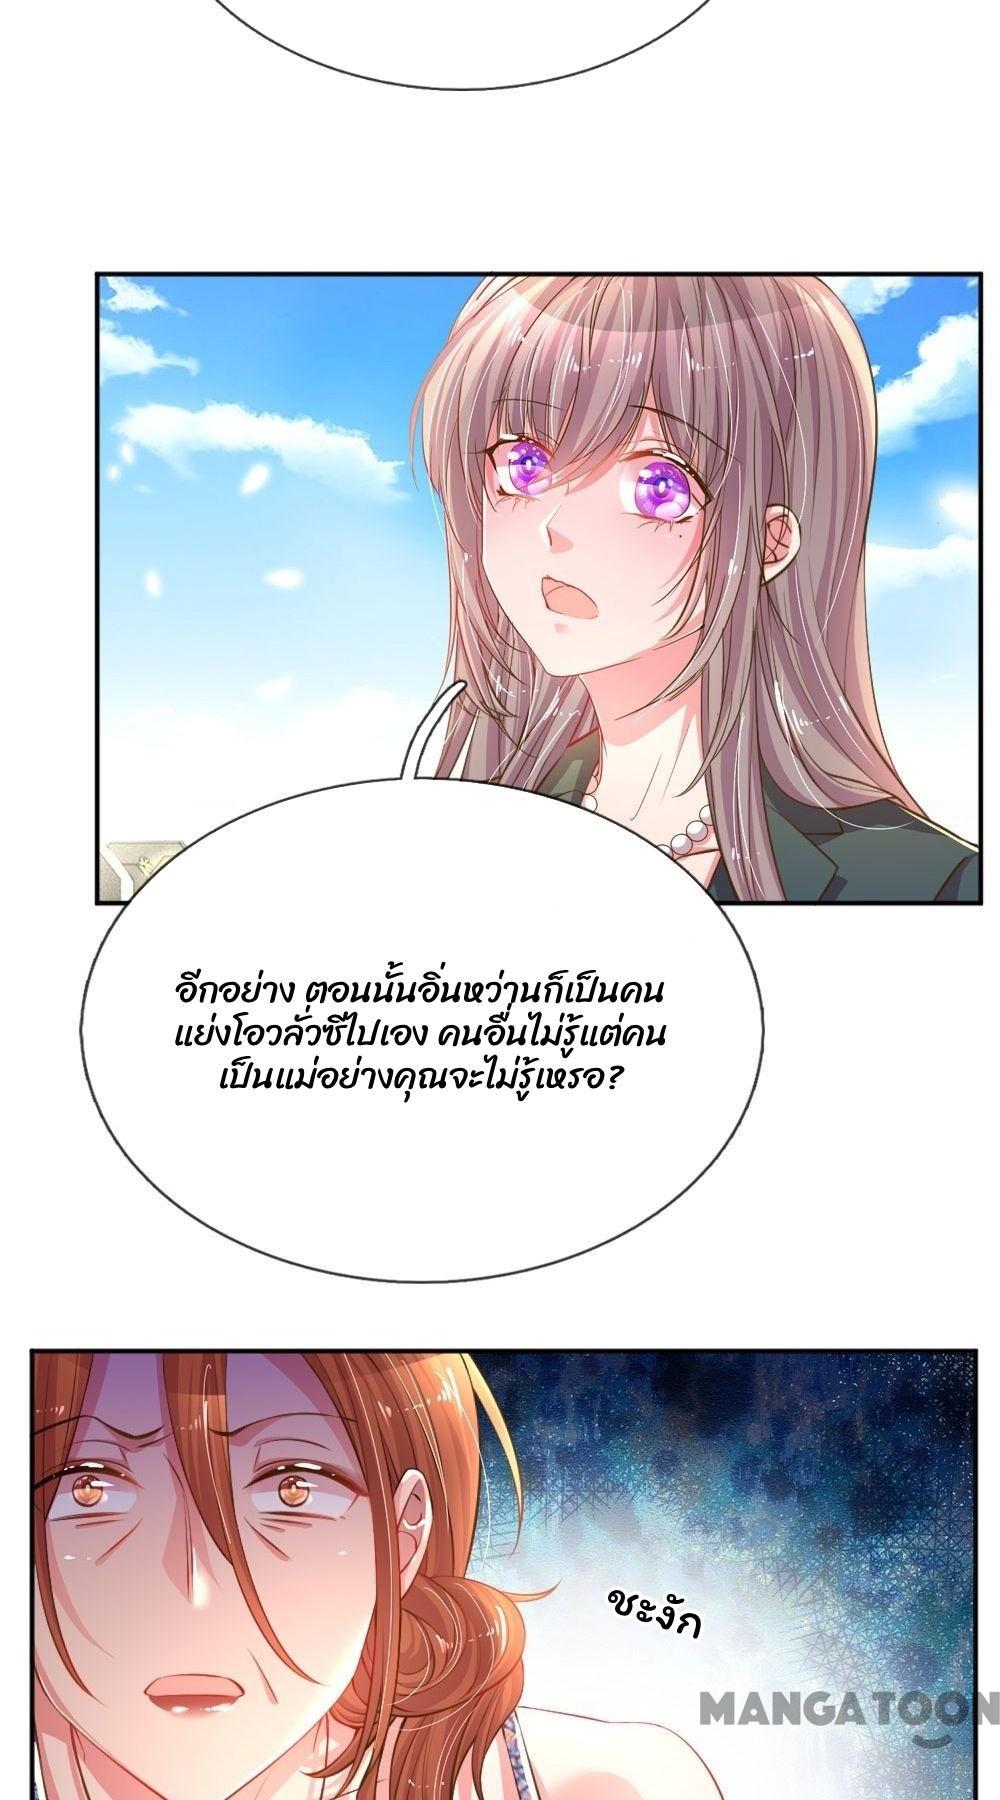 อีกอย่าง ตอนนั้นอิ่นหว่านก็เป็นคน
แย่งโอวลั่วซีไปเอง คนอื่นไม่รู้แต่คน
เป็นแม่อย่างคุณจะไม่รู้เหรอ?
ชะงัก
MANGATOON